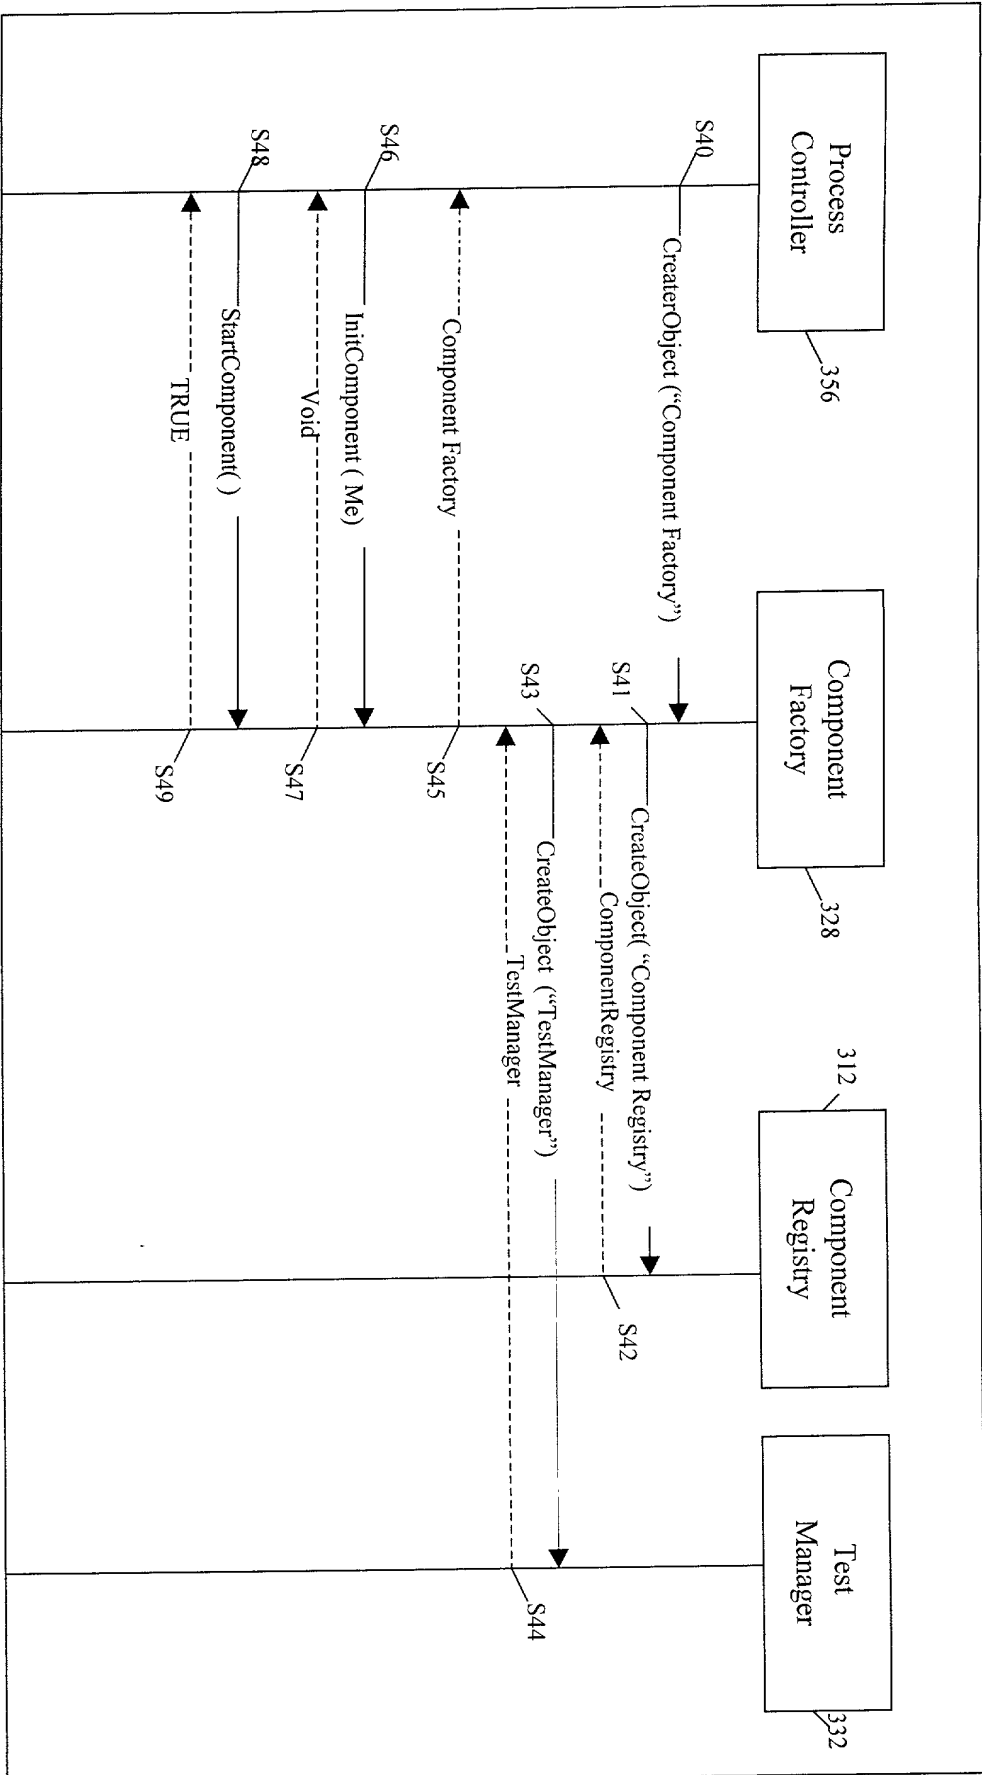 Process
Controller
356
Component
Factory
328
312
Component
Registry
Test
Manager
332
S40
CreaterObject (“Component Factory”)
S41
CreateObject( “Component Registry”)
ComponentRegistry
S42
S43
CreateObject (“TestManager”)
TestManager
S44
Component Factory
S45
S46
InitComponent ( Me)
Void
S47
S48
StartComponent( )
TRUE
S49